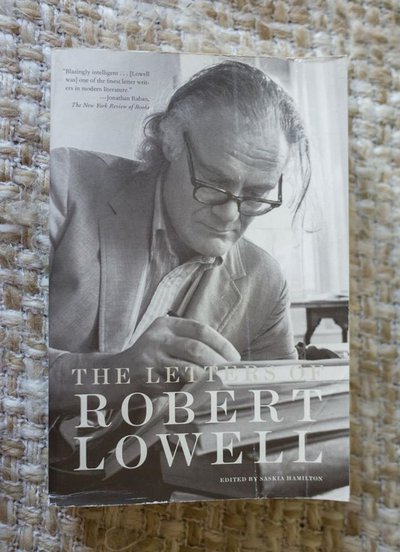 "Blazingly intelligent . . . [Lowell
was] one of the finest letter writ-
ers in modern literature."
—Jonathan Raban,
The New York Review of Books
THE LETTERS OF
ROBERT
LOWELL
EDITED BY SASKIA HAMILTON